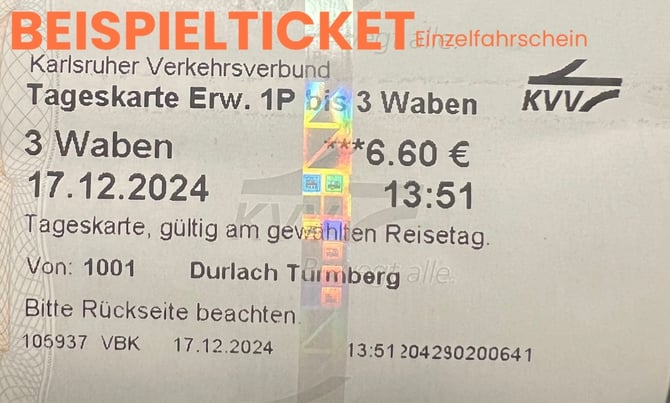 BEISPIELTICKET Einzelfahrschein
Karlsruher Verkehrsverbund
Tageskarte Erw. 1P bis 3 Waben
KVV
3 Waben ***6.60 €
17.12.2024 13:51
Tageskarte, gültig am gewählten Reisetag.
Von: 1001 Durlach Turmberg
Bitte Rückseite beachten.
105937 VBK 17.12.2024 13:51204290200641